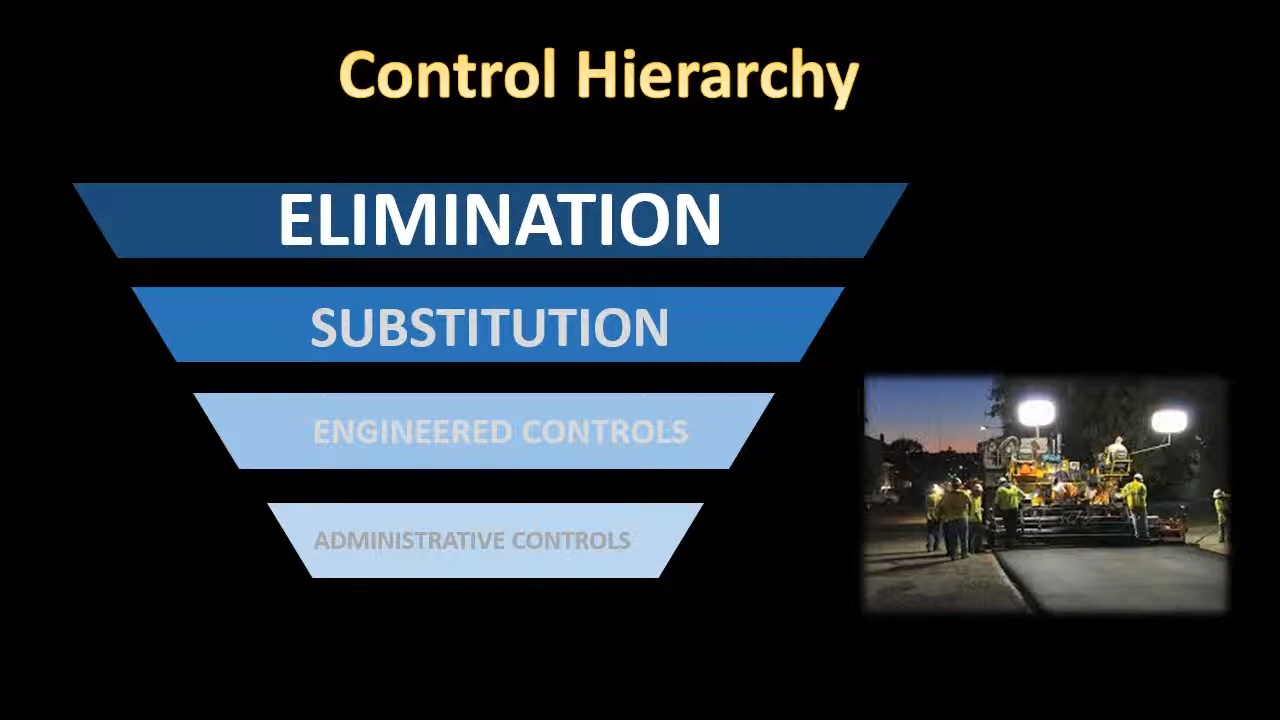 Control Hierarchy
ELIMINATION
SUBSTITUTION
ENGINEERED CONTROLS
ADMINISTRATIVE CONTROLS